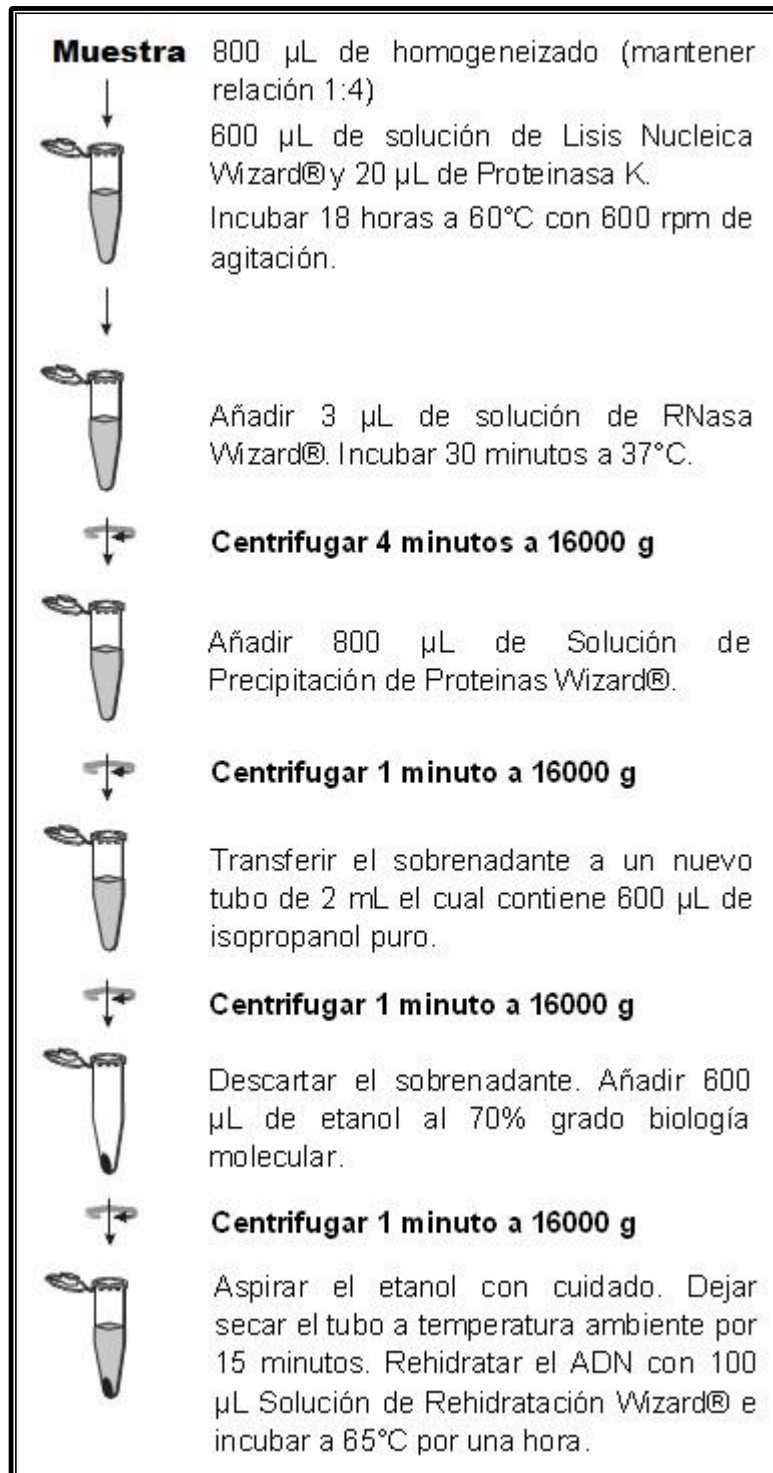 Muestra 800 µL de homogeneizado (mantener
relación 1:4)
600 µL de solución de Lisis Nucleica
Wizard® y 20 µL de Proteinasa K.
Incubar 18 horas a 60°C con 600 rpm de
agitación.
Añadir 3 µL de solución de RNasa
Wizard®. Incubar 30 minutos a 37°C.
Centrifugar 4 minutos a 16000 g
Añadir 800 µL de Solución de
Precipitación de Proteinas Wizard®.
Centrifugar 1 minuto a 16000 g
Transferir el sobrenadante a un nuevo
tubo de 2 mL el cual contiene 600 µL de
isopropanol puro.
Centrifugar 1 minuto a 16000 g
Descartar el sobrenadante. Añadir 600
µL de etanol al 70% grado biología
molecular.
Centrifugar 1 minuto a 16000 g
Aspirar el etanol con cuidado. Dejar
secar el tubo a temperatura ambiente por
15 minutos. Rehidratar el ADN con 100
µL Solución de Rehidratación Wizard® e
incubar a 65°C por una hora.